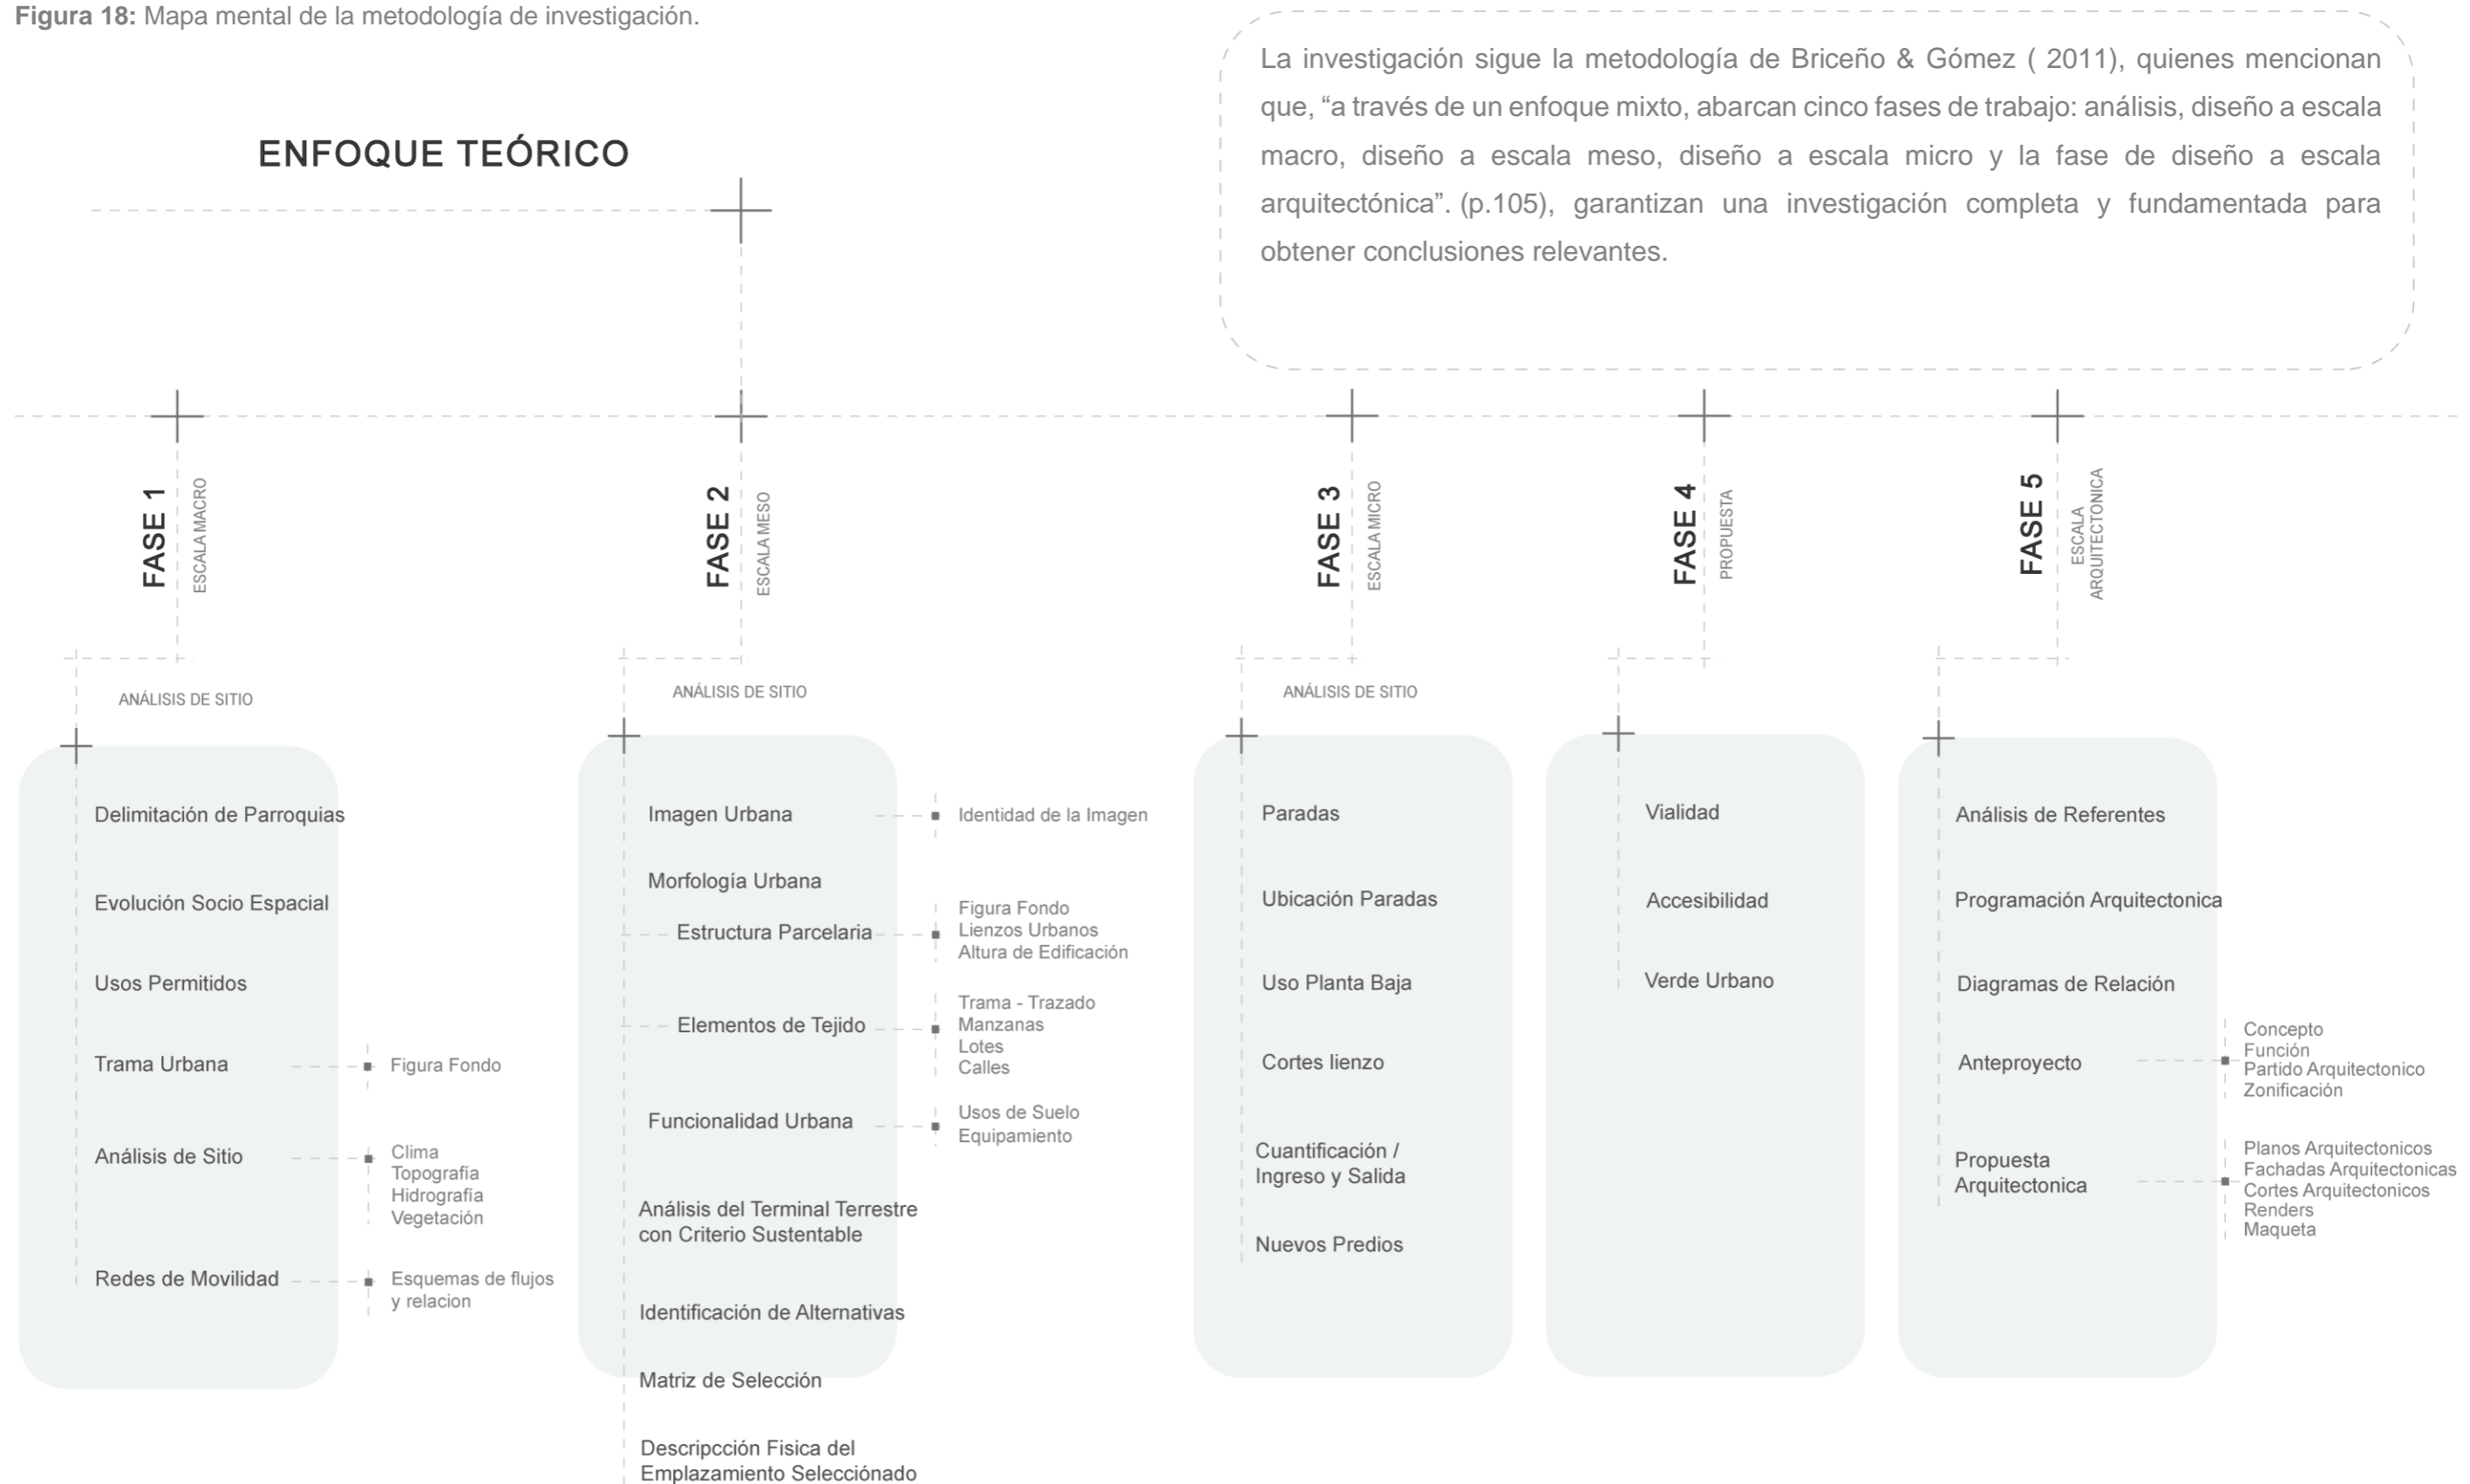 Figura 18: Mapa mental de la metodología de investigación.
La investigación sigue la metodología de Briceño & Gómez ( 2011), quienes mencionan
que, “a través de un enfoque mixto, abarcan cinco fases de trabajo: análisis, diseño a escala
macro, diseño a escala meso, diseño a escala micro y la fase de diseño a escala
arquitectónica”. (p.105), garantizan una investigación completa y fundamentada para
obtener conclusiones relevantes.
ENFOQUE TEÓRICO
FASE 1
ESCALA MACRO
ANÁLISIS DE SITIO
Delimitación de Parroquias
Evolución Socio Espacial
Usos Permitidos
Trama Urbana
Figura Fondo
Análisis de Sitio
Clima
Topografía
Hidrografía
Vegetación
Redes de Movilidad
Esquemas de flujos
y relacion
FASE 2
ESCALA MESO
ANÁLISIS DE SITIO
Imagen Urbana
Identidad de la Imagen
Morfología Urbana
Estructura Parcelaria
Figura Fondo
Lienzos Urbanos
Altura de Edificación
Elementos de Tejido
Trama - Trazado
Manzanas
Lotes
Calles
Funcionalidad Urbana
Usos de Suelo
Equipamiento
Análisis del Terminal Terrestre
con Criterio Sustentable
Identificación de Alternativas
Matriz de Selección
Descripcción Fisica del
Emplazamiento Selecciónado
FASE 3
ESCALA MICRO
ANÁLISIS DE SITIO
Paradas
Ubicación Paradas
Uso Planta Baja
Cortes lienzo
Cuantificación /
Ingreso y Salida
Nuevos Predios
FASE 4
PROPUESTA
Vialidad
Accesibilidad
Verde Urbano
FASE 5
ESCALA
ARQUITECTONICA
Análisis de Referentes
Programación Arquitectonica
Diagramas de Relación
Anteproyecto
Concepto
Función
Partido Arquitectonico
Zonificación
Propuesta
Arquitectonica
Planos Arquitectonicos
Fachadas Arquitectonicas
Cortes Arquitectonicos
Renders
Maqueta